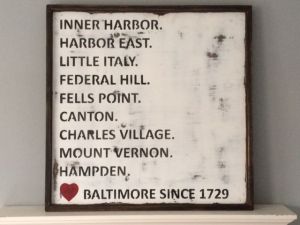 INNER HARBOR.
HARBOR EAST.
LITTLE ITALY.
FEDERAL HILL.
FELLS POINT.
CANTON.
CHARLES VILLAGE.
MOUNT VERNON.
HAMPDEN.
BALTIMORE SINCE 1729